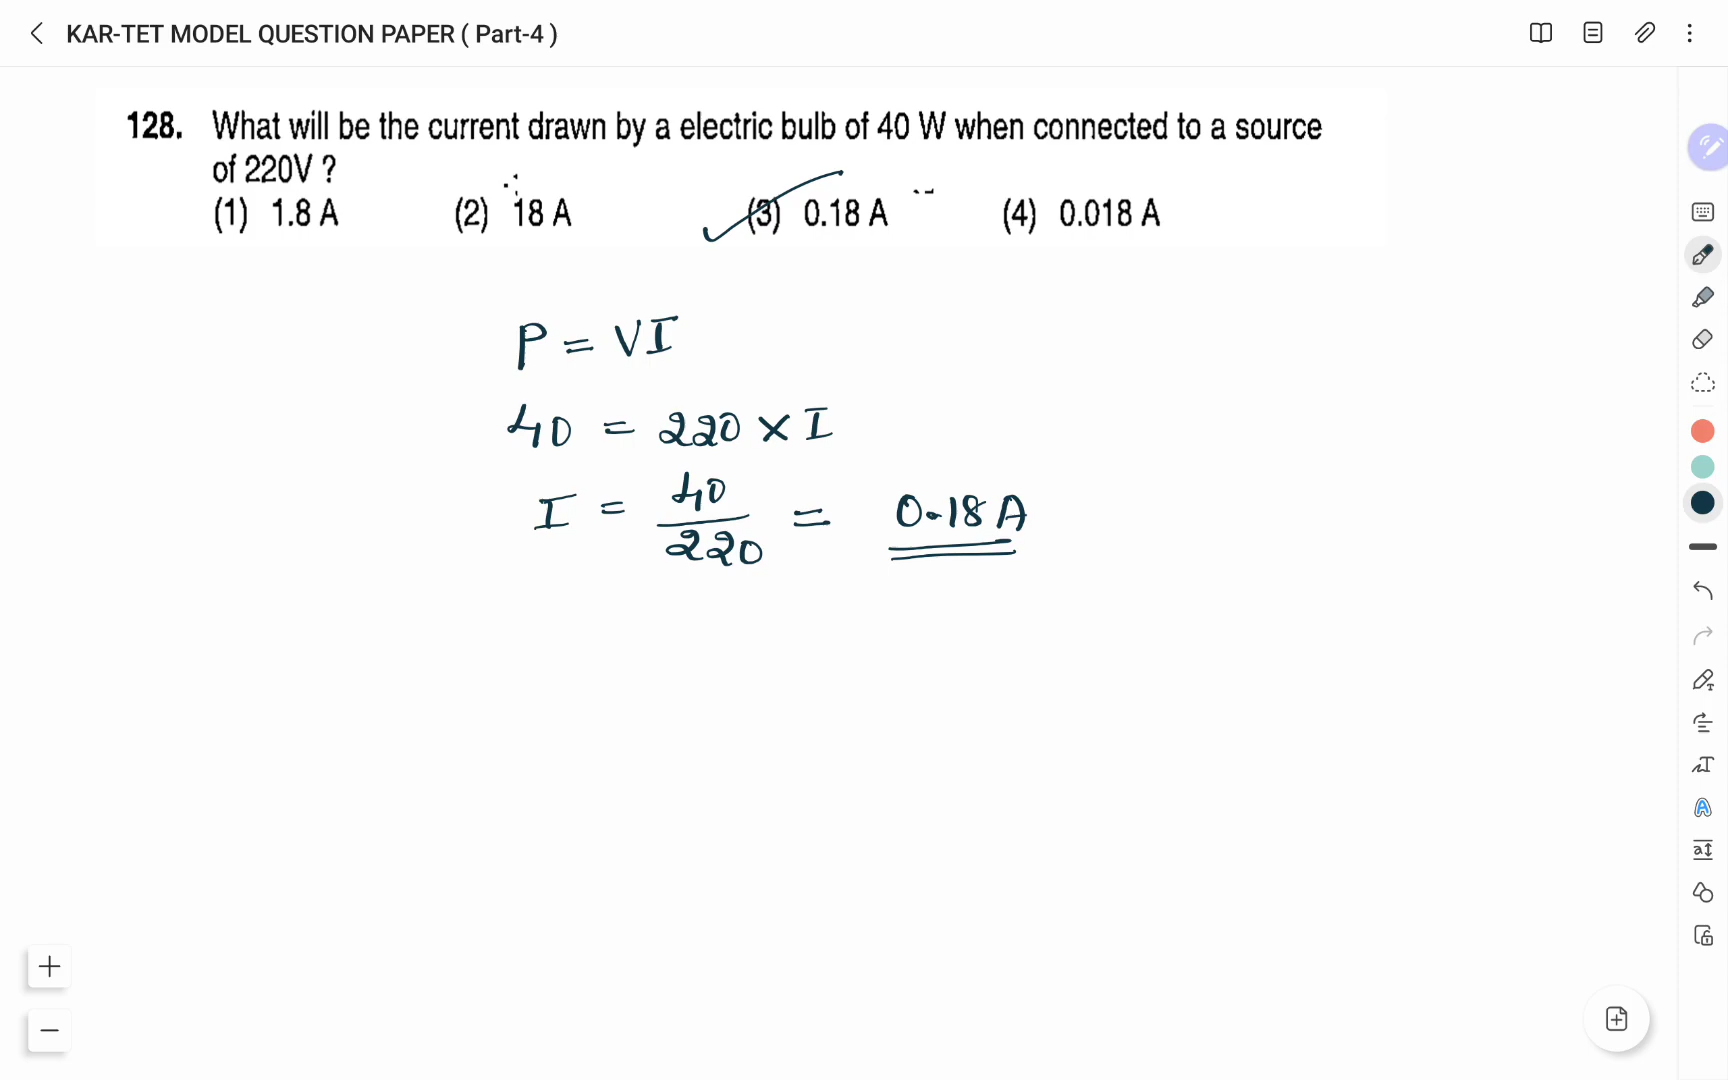 KAR-TET MODEL QUESTION PAPER ( Part-4 )
128. What will be the current drawn by a electric bulb of 40 W when connected to a source
of 220V ?
(1) 1.8 A (2) 18 A (3) 0.18 A (4) 0.018 A
P = VI
40 = 220 × I
I = 40/220 = 0.18 A